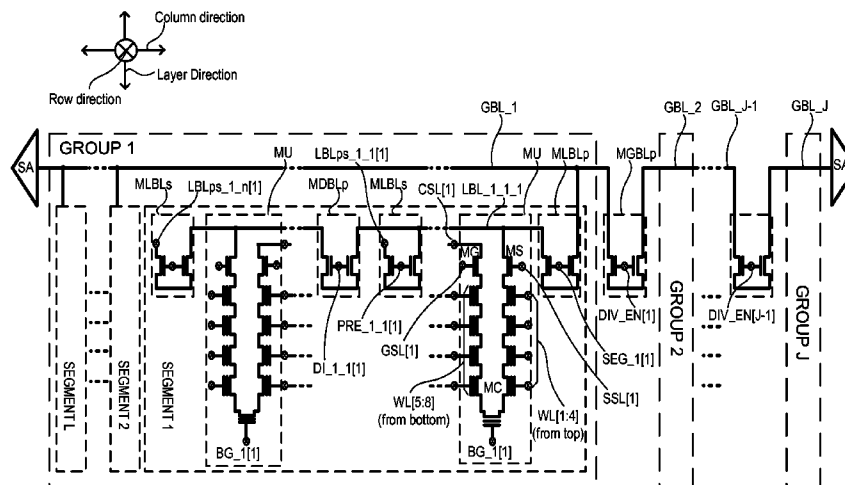 Column direction
Row direction
Layer Direction
GBL_1
GBL_2
GBL_J-1
GBL_J
GROUP 1
LBLps_1_1[1]
MU
MU
SA
SA
MLBLs
LBLps_1_n[1]
MDBLp
MLBLs
CSL[1]
LBL_1_1_1
MLBLp
MGBLp
MG
MS
PRE_1_1[1]
GSL[1]
DI_1_1[1]
SEG_1[1]
SSL[1]
DIV_EN[1]
DIV_EN[J-1]
MC
WL[5:8]
(from bottom)
WL[1:4]
(from top)
BG_1[1]
BG_1[1]
SEGMENT L
SEGMENT 2
SEGMENT 1
GROUP 2
GROUP J